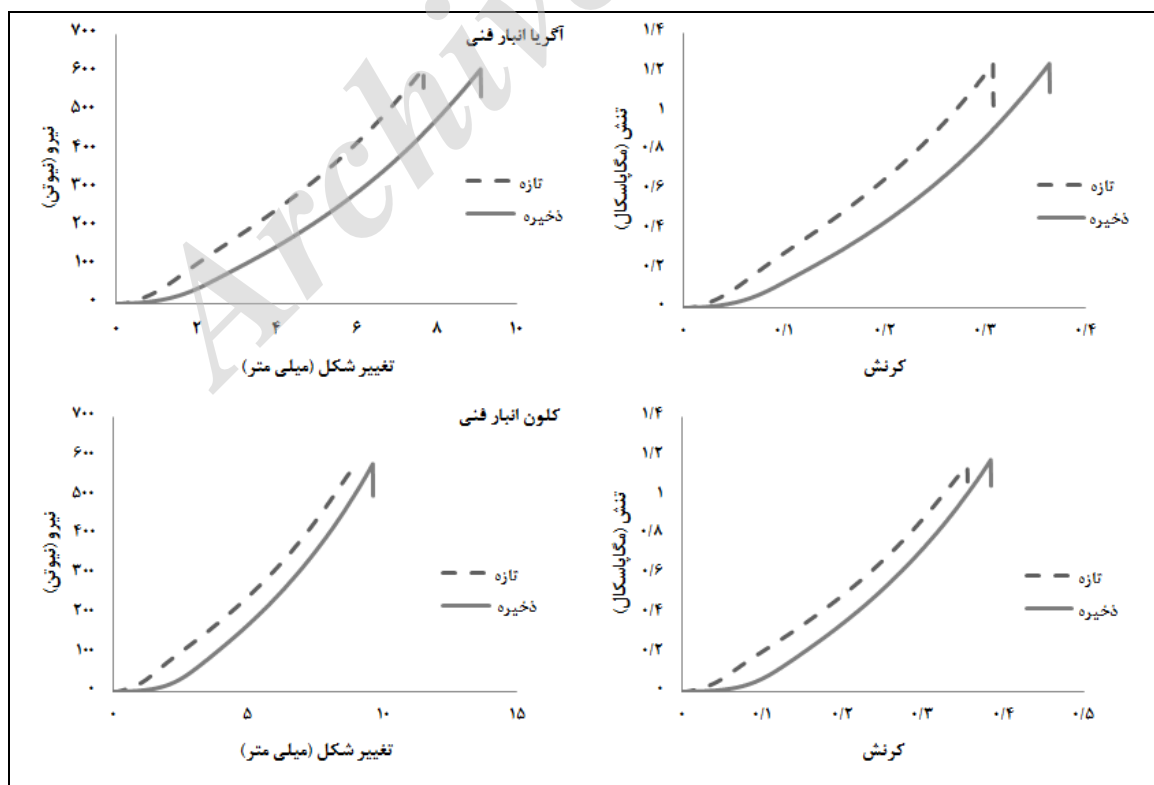 Archive
آگریا انبار فنی
نیرو (نیوتن)
۷۰۰
۶۰۰
۵۰۰
۴۰۰
۳۰۰
۲۰۰
۱۰۰
۰
۰ ۲ ۴ ۶ ۸ ۱۰
تغییر شکل (میلی متر)
تازه
ذخیره
تنش (مگاپاسکال)
۱/۴
۱/۲
۱
۰/۸
۰/۶
۰/۴
۰/۲
۰
۰ ۰/۱ ۰/۲ ۰/۳ ۰/۴
کرنش
تازه
ذخیره
کلون انبار فنی
نیرو (نیوتن)
۷۰۰
۶۰۰
۵۰۰
۴۰۰
۳۰۰
۲۰۰
۱۰۰
۰
۰ ۵ ۱۰ ۱۵
تغییر شکل (میلی متر)
تازه
ذخیره
تنش (مگاپاسکال)
۱/۴
۱/۲
۱
۰/۸
۰/۶
۰/۴
۰/۲
۰
۰ ۰/۱ ۰/۲ ۰/۳ ۰/۴ ۰/۵
کرنش
تازه
ذخیره